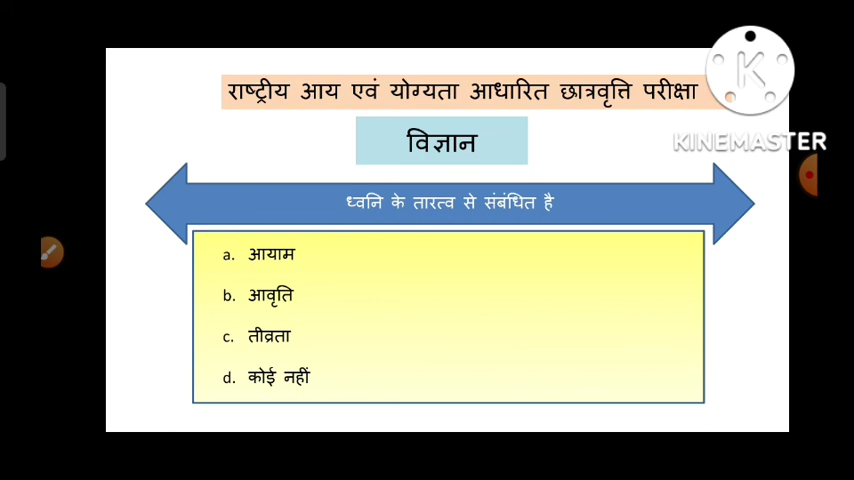 राष्ट्रीय आय एवं योग्यता आधारित छात्रवृत्ति परीक्षा
विज्ञान
KINEMASTER
ध्वनि के तारत्व से संबंधित है
a. आयाम
b. आवृति
c. तीव्रता
d. कोई नहीं